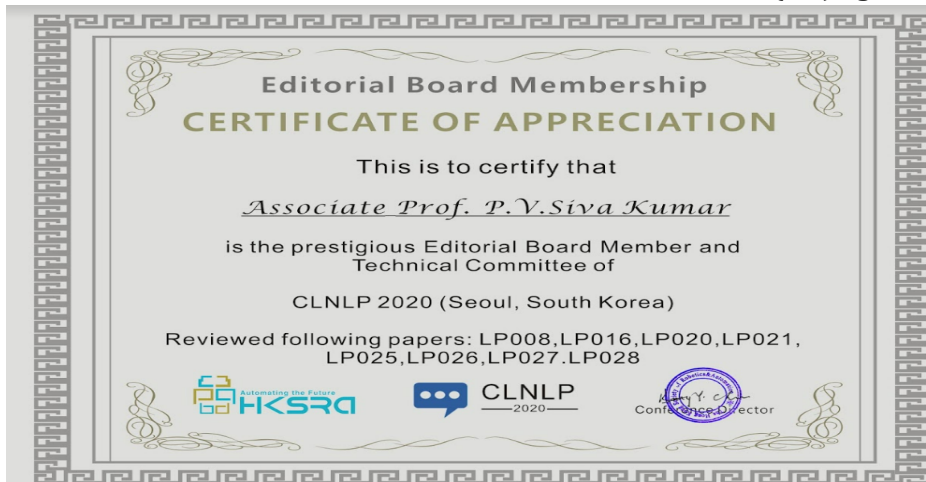 Editorial Board Membership
CERTIFICATE OF APPRECIATION
This is to certify that
Associate Prof. P.V.Siva Kumar
is the prestigious Editorial Board Member and
Technical Committee of
CLNLP 2020 (Seoul, South Korea)
Reviewed following papers: LP008,LP016,LP020,LP021,
LP025,LP026,LP027.LP028
Automating the Future
HKSRA
CLNLP
2020
Conference Director